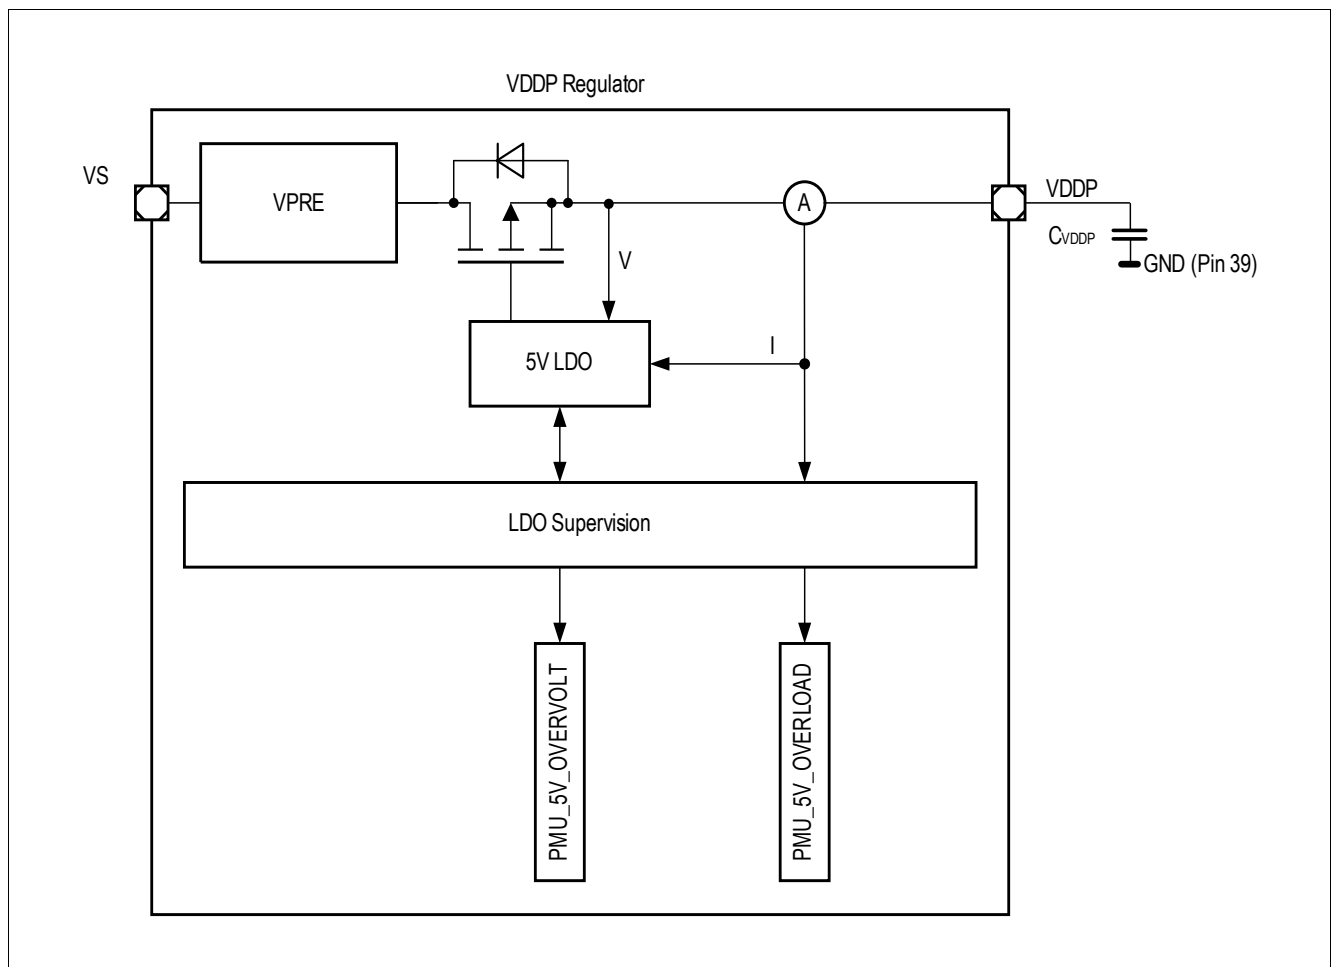 VDDP Regulator
VS
VPRE
VDDP
A
CVDDP
V
GND (Pin 39)
I
5V LDO
LDO Supervision
PMU_5V_OVERVOLT
PMU_5V_OVERLOAD